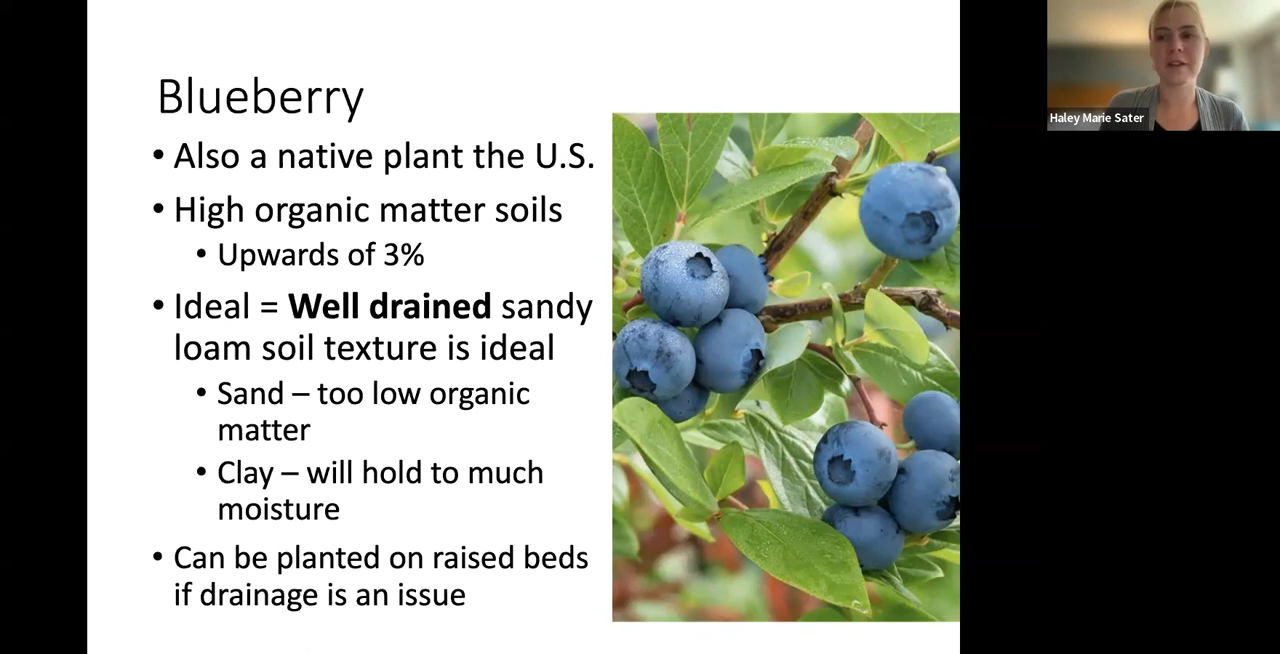 Blueberry
• Also a native plant the U.S.
• High organic matter soils
• Upwards of 3%
• Ideal = Well drained sandy
loam soil texture is ideal
• Sand – too low organic
matter
• Clay – will hold to much
moisture
• Can be planted on raised beds
if drainage is an issue
Haley Marie Sater